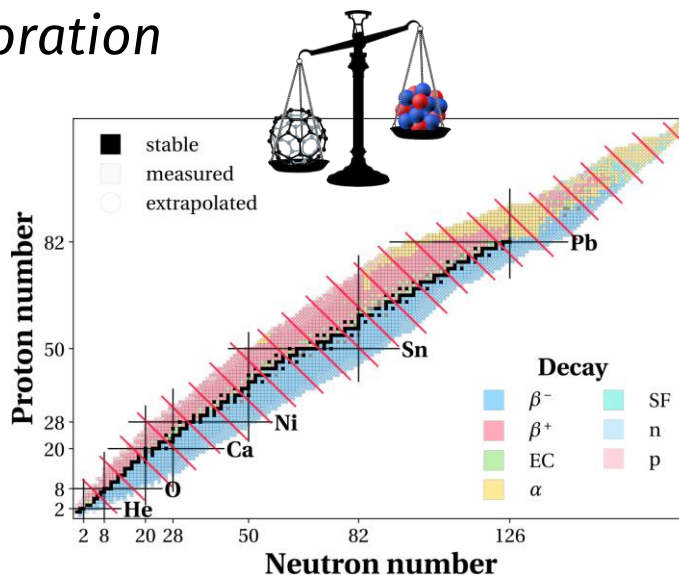 stable
measured
extrapolated
Proton number
82
50
28
20
8
2
Pb
Sn
Ni
Ca
O
He
Decay
β⁻
β⁺
EC
α
SF
n
p
2 8 20 28 50 82 126
Neutron number